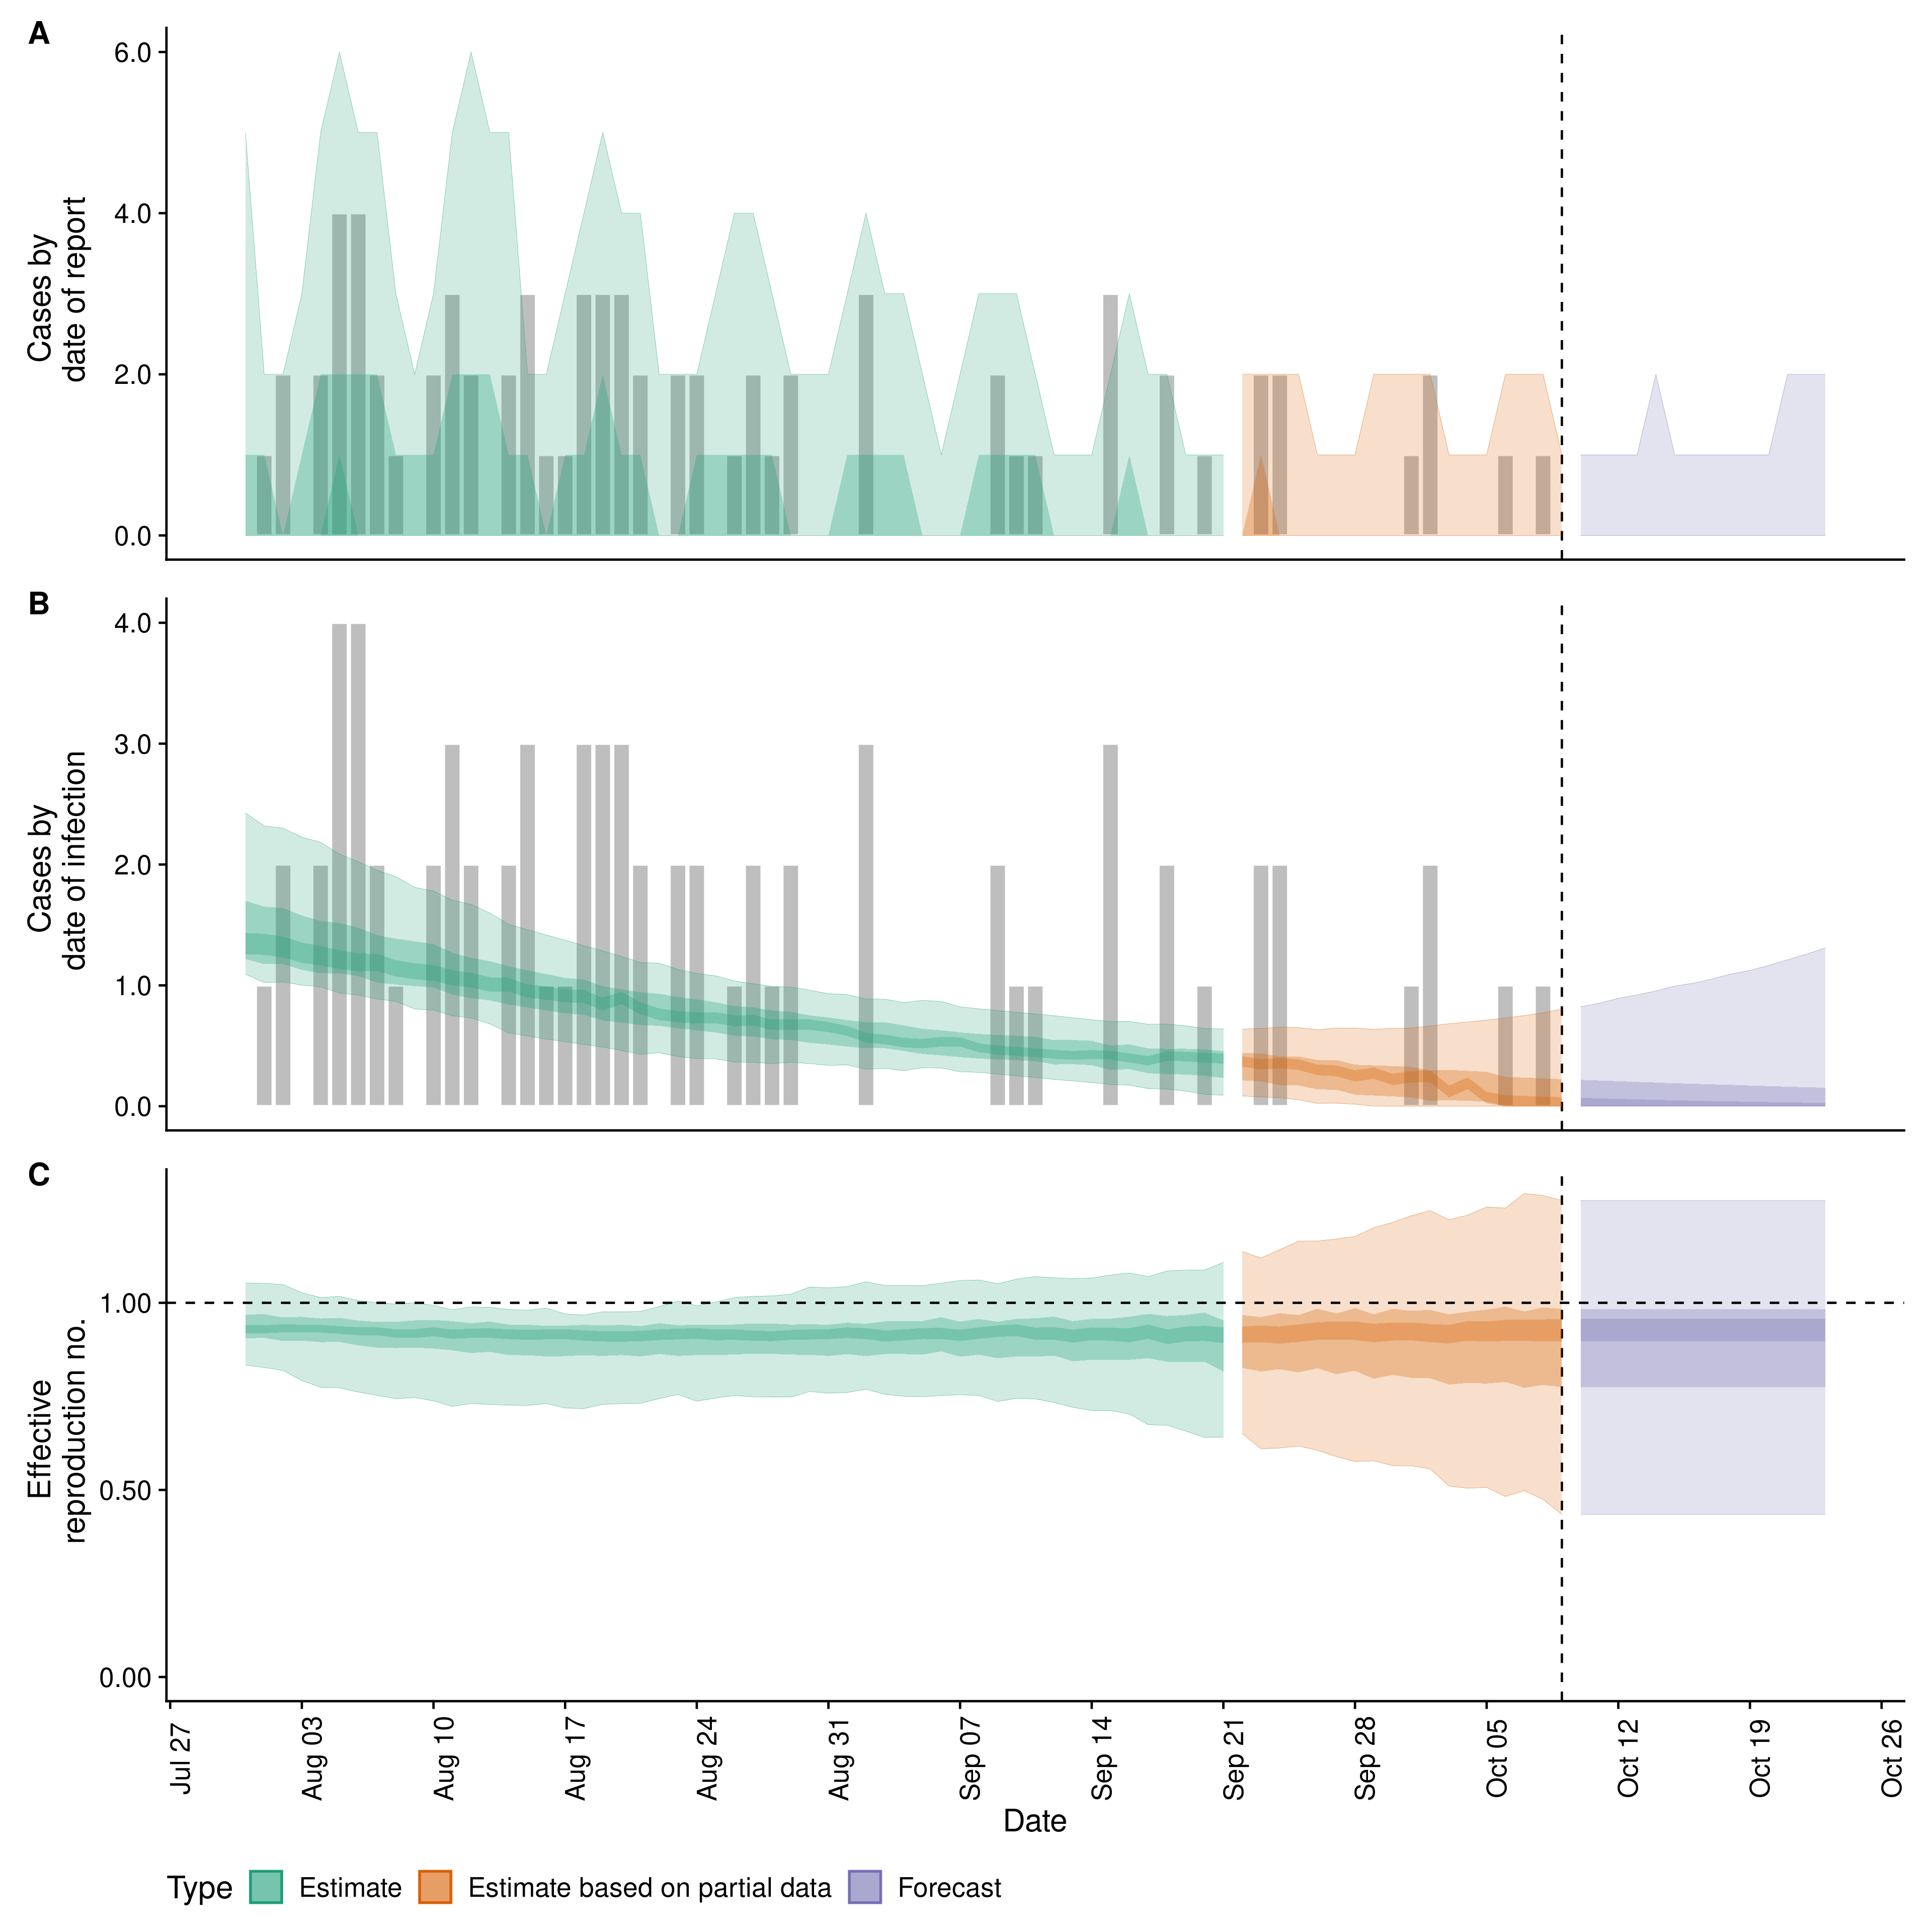 A
6.0
4.0
2.0
0.0
Cases by
date of report
B
4.0
3.0
2.0
1.0
0.0
Cases by
date of infection
C
1.00
0.50
0.00
Effective
reproduction no.
Jul 27
Aug 03
Aug 10
Aug 17
Aug 24
Aug 31
Sep 07
Sep 14
Sep 21
Sep 28
Oct 05
Oct 12
Oct 19
Oct 26
Date
Type Estimate Estimate based on partial data Forecast